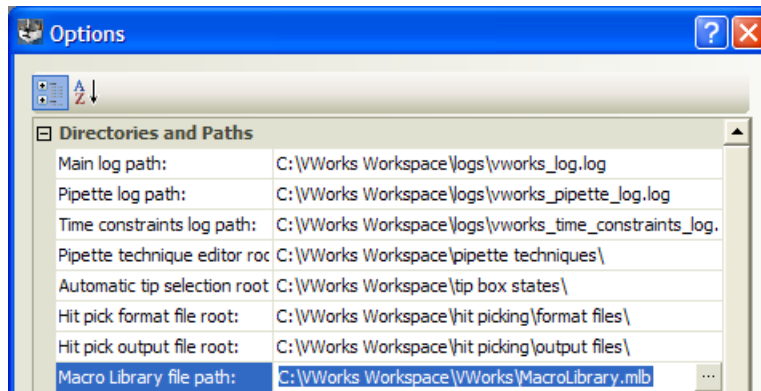 Options
Directories and Paths
Main log path: C:\VWorks Workspace\logs\vworks_log.log
Pipette log path: C:\VWorks Workspace\logs\vworks_pipette_log.log
Time constraints log path: C:\VWorks Workspace\logs\vworks_time_constraints_log.
Pipette technique editor roc C:\VWorks Workspace\pipette techniques\
Automatic tip selection root C:\VWorks Workspace\tip box states\
Hit pick format file root: C:\VWorks Workspace\hit picking\format files\
Hit pick output file root: C:\VWorks Workspace\hit picking\output files\
Macro Library file path: C:\VWorks Workspace\VWorks\MacroLibrary.mlb ...